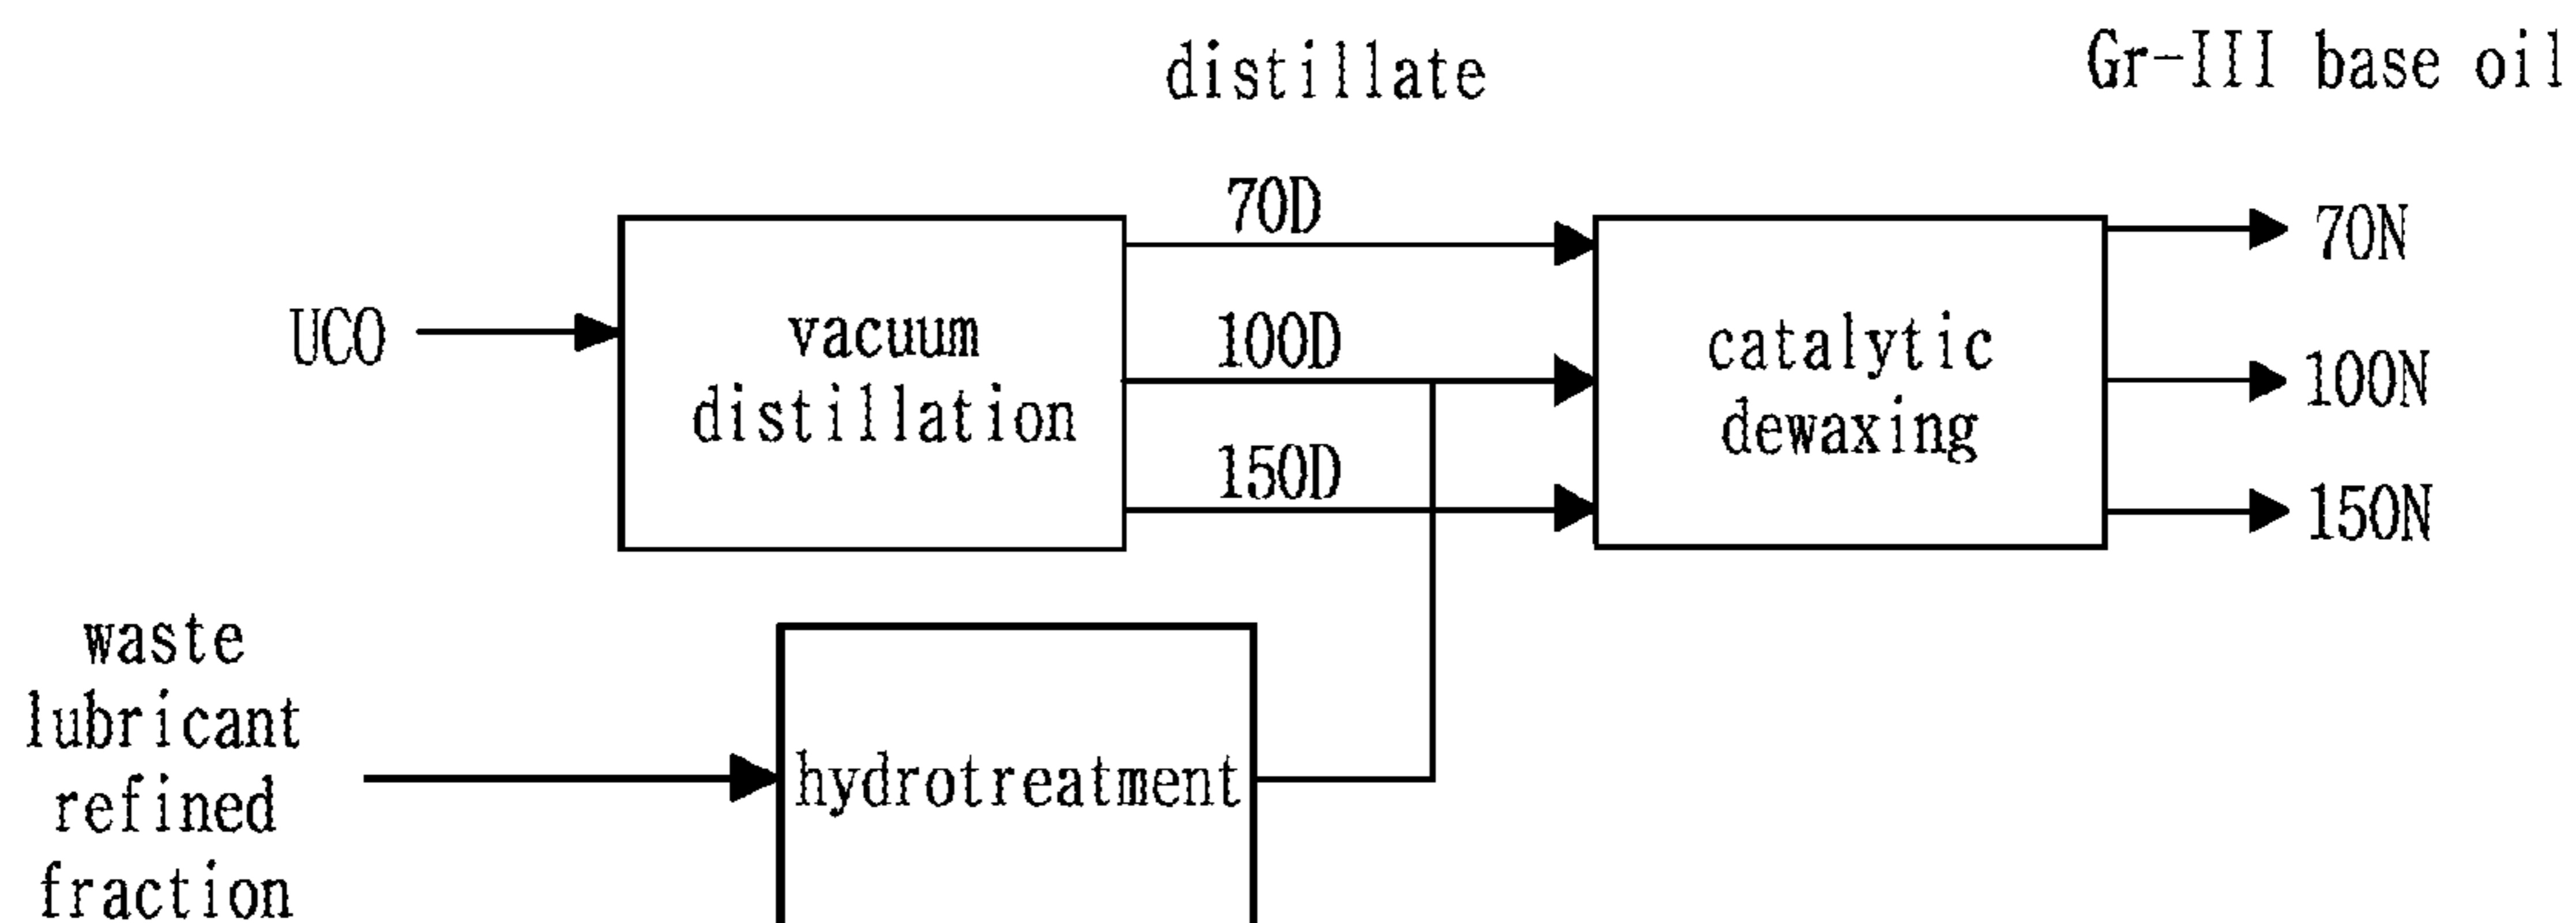 distillate
Gr-III base oil
70D
70N
UCO
vacuum
distillation
100D
catalytic
dewaxing
100N
150D
150N
waste
lubricant
refined
fraction
hydrotreatment